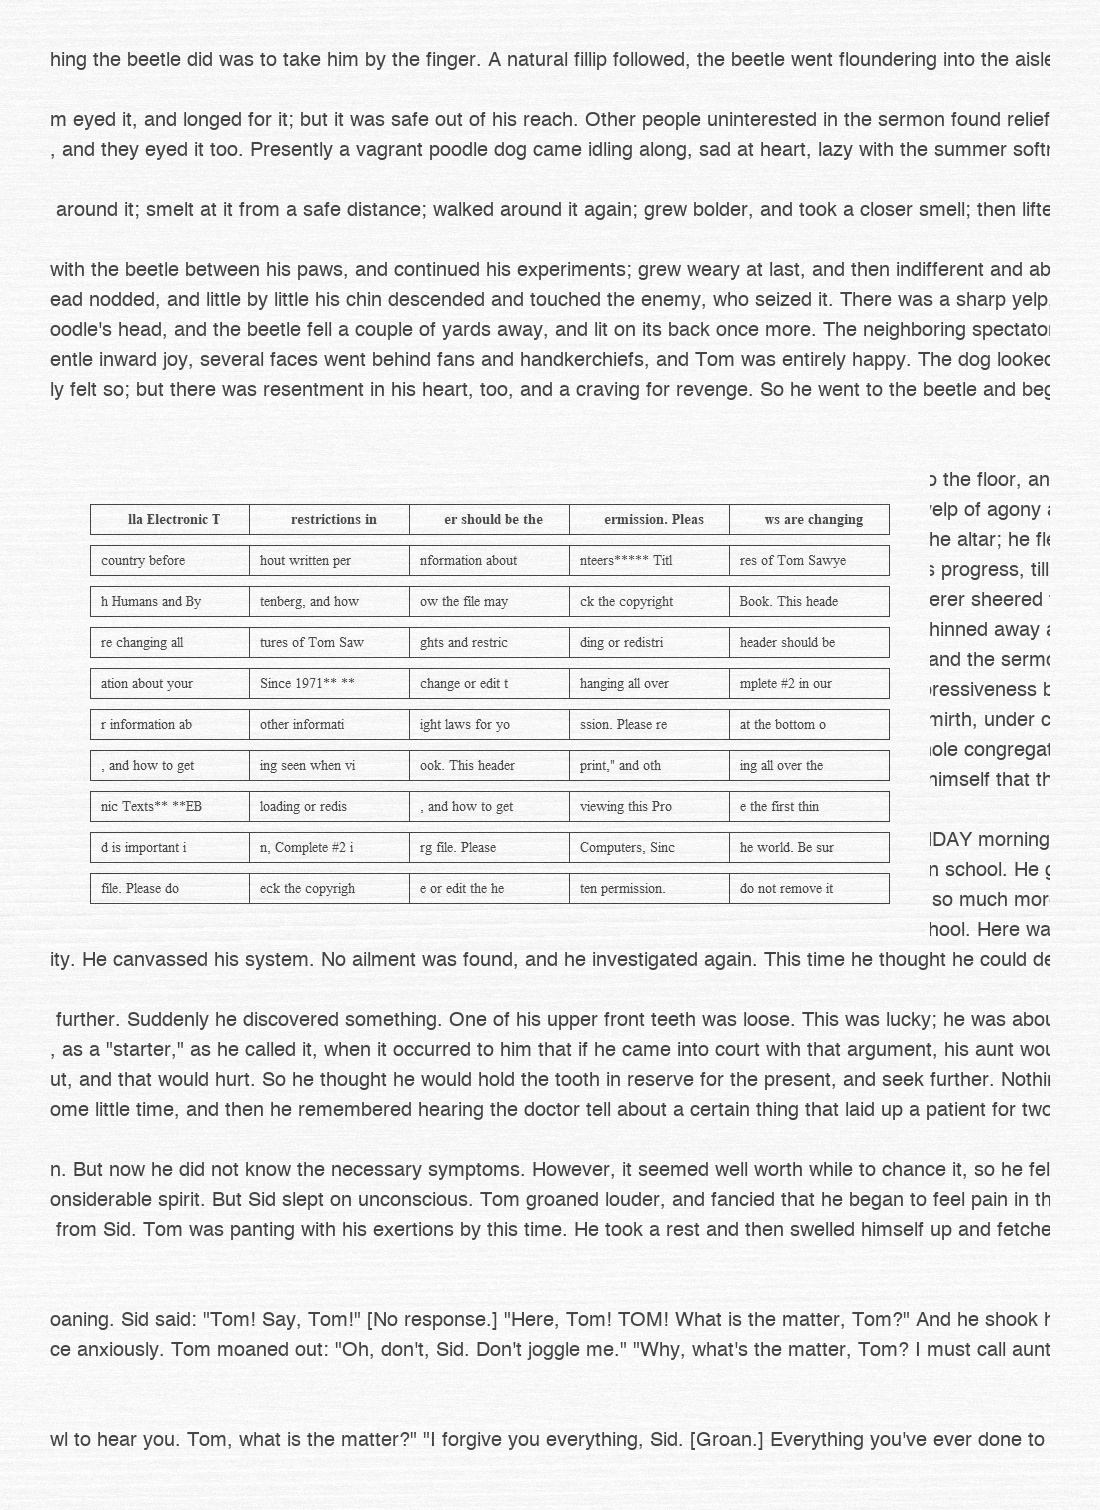 hing the beetle did was to take him by the finger. A natural fillip followed, the beetle went floundering into the aisle
m eyed it, and longed for it; but it was safe out of his reach. Other people uninterested in the sermon found relief
, and they eyed it too. Presently a vagrant poodle dog came idling along, sad at heart, lazy with the summer soft
around it; smelt at it from a safe distance; walked around it again; grew bolder, and took a closer smell; then lifte
with the beetle between his paws, and continued his experiments; grew weary at last, and then indifferent and ab
ead nodded, and little by little his chin descended and touched the enemy, who seized it. There was a sharp yelp,
oodle's head, and the beetle fell a couple of yards away, and lit on its back once more. The neighboring spectator
entle inward joy, several faces went behind fans and handkerchiefs, and Tom was entirely happy. The dog looked
ly felt so; but there was resentment in his heart, too, and a craving for revenge. So he went to the beetle and beg
lla Electronic T restrictions in er should be the ermission. Pleas ws are changing
country before hout written per nformation about nteers***** Titl res of Tom Sawye
h Humans and By tenberg, and how ow the file may ck the copyright Book. This heade
re changing all tures of Tom Saw ghts and restric ding or redistri header should be
ation about your Since 1971** ** change or edit t hanging all over mplete #2 in our
r information ab other informati ight laws for yo ssion. Please re at the bottom o
, and how to get ing seen when vi ook. This header print," and oth ing all over the
nic Texts** **EB loading or redis , and how to get viewing this Pro e the first thin
d is important i n, Complete #2 i rg file. Please Computers, Sinc he world. Be sur
file. Please do eck the copyrigh e or edit the he ten permission. do not remove it
o the floor, an
yelp of agony a
he altar; he fle
s progress, till
erer sheered
hinned away a
and the sermo
pressiveness b
mirth, under c
hole congregat
himself that th
NDAY morning
n school. He g
so much mor
hool. Here wa
ity. He canvassed his system. No ailment was found, and he investigated again. This time he thought he could de
further. Suddenly he discovered something. One of his upper front teeth was loose. This was lucky; he was abou
, as a "starter," as he called it, when it occurred to him that if he came into court with that argument, his aunt wou
ut, and that would hurt. So he thought he would hold the tooth in reserve for the present, and seek further. Nothin
ome little time, and then he remembered hearing the doctor tell about a certain thing that laid up a patient for two
n. But now he did not know the necessary symptoms. However, it seemed well worth while to chance it, so he fel
onsiderable spirit. But Sid slept on unconscious. Tom groaned louder, and fancied that he began to feel pain in th
from Sid. Tom was panting with his exertions by this time. He took a rest and then swelled himself up and fetche
oaning. Sid said: "Tom! Say, Tom!" [No response.] "Here, Tom! TOM! What is the matter, Tom?" And he shook h
ce anxiously. Tom moaned out: "Oh, don't, Sid. Don't joggle me." "Why, what's the matter, Tom? I must call aunt
wl to hear you. Tom, what is the matter?" "I forgive you everything, Sid. [Groan.] Everything you've ever done to